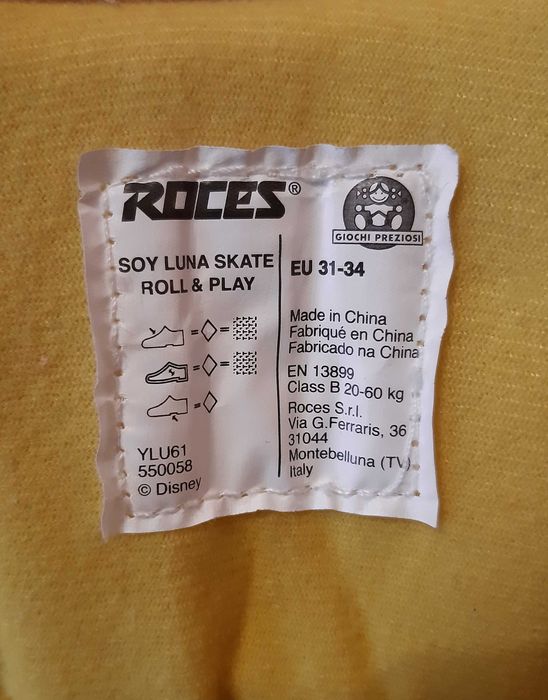 ROCES®
GIOCHI PREZIOSI
SOY LUNA SKATE
ROLL & PLAY
YLU61
550058
© Disney
EU 31-34
Made in China
Fabriqué en China
Fabricado na China
EN 13899
Class B 20-60 kg
Roces S.r.l.
Via G.Ferraris, 36
31044
Montebelluna (TV)
Italy